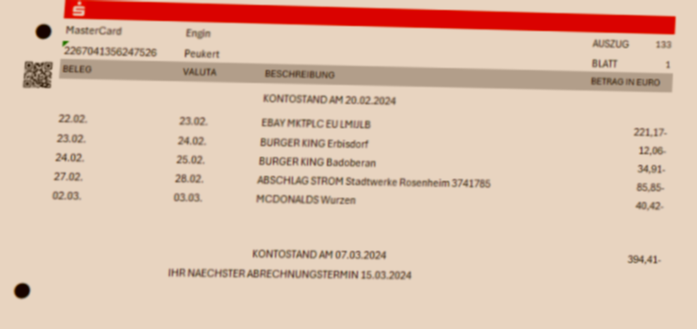 MasterCard Engin AUSZUG 133
2267041356247526 Peukert BLATT 1
BELEG VALUTA BESCHREIBUNG BETRAG IN EURO
KONTOSTAND AM 20.02.2024
22.02. 23.02. EBAY MKTPLC EU LMIJLB 221,17-
23.02. 24.02. BURGER KING Erbisdorf 12,06-
24.02. 25.02. BURGER KING Badoberan 34,91-
27.02. 28.02. ABSCHLAG STROM Stadtwerke Rosenheim 3741785 85,85-
02.03. 03.03. MCDONALDS Wurzen 40,42-
KONTOSTAND AM 07.03.2024 394,41-
IHR NAECHSTER ABRECHNUNGSTERMIN 15.03.2024